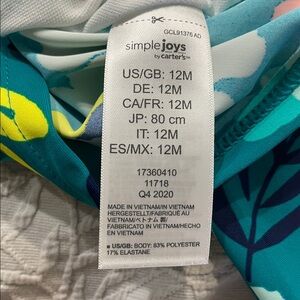 GCL91376 AD
simple joys
by carter's™
US/GB: 12M
DE: 12M
CA/FR: 12M
JP: 80 cm
IT: 12M
ES/MX: 12M
17360410
11718
Q4 2020
MADE IN VIETNAM/IN VIETNAM
HERGESTELLT/FABRIQUÉ AU
VIETNAM/ベトナム 製/
FABBRICATO IN VIETNAM/HECHO
EN VIETNAM
US/GB: BODY: 83% POLYESTER
17% ELASTANE